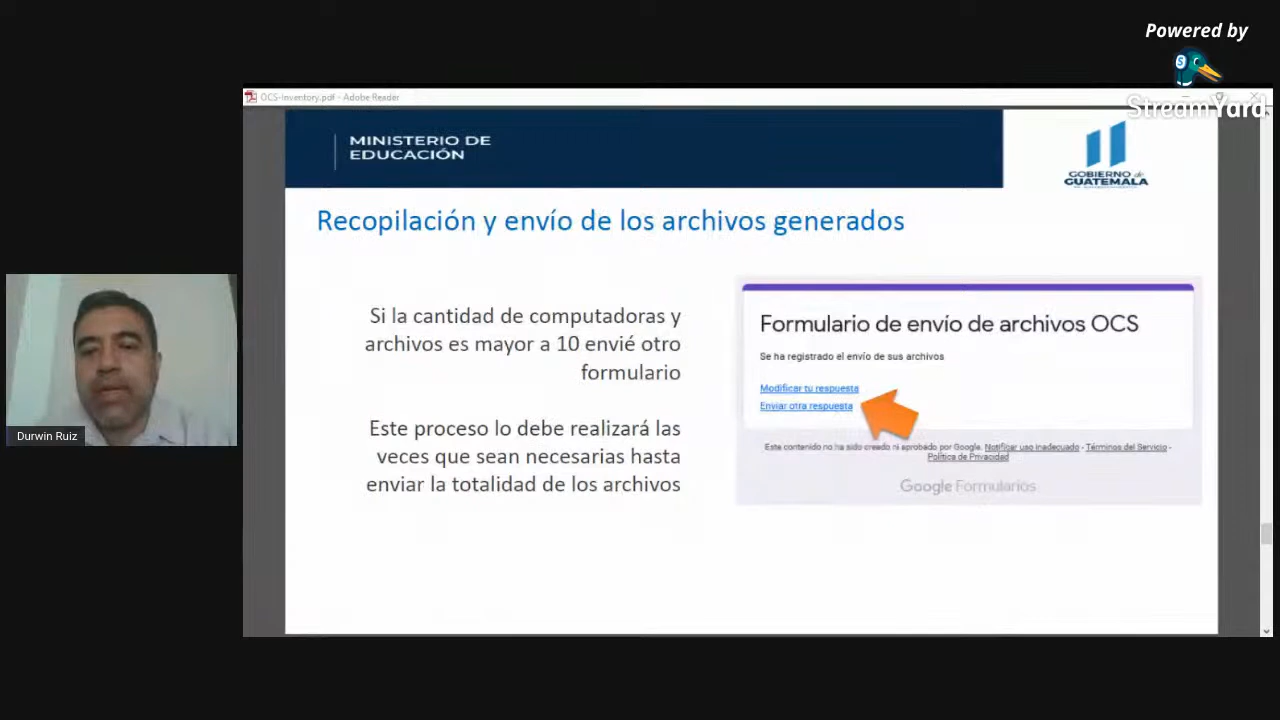 Powered by
StreamYard
OCS-Inventory.pdf - Adobe Reader
MINISTERIO DE
EDUCACIÓN
GOBIERNO de
GUATEMALA
Recopilación y envío de los archivos generados
Si la cantidad de computadoras y
archivos es mayor a 10 envié otro
formulario
Este proceso lo debe realizará las
veces que sean necesarias hasta
enviar la totalidad de los archivos
Formulario de envío de archivos OCS
Se ha registrado el envío de sus archivos
Modificar tu respuesta
Enviar otra respuesta
Este contenido no ha sido creado ni aprobado por Google. Notificar uso inadecuado - Términos del Servicio -
Política de Privacidad
Google Formularios
Durwin Ruiz